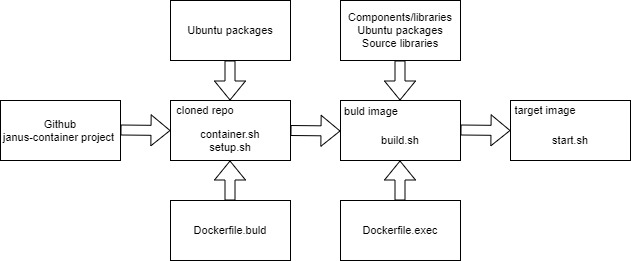 Ubuntu packages
Components/libraries
Ubuntu packages
Source libraries
Github
janus-container project
cloned repo
container.sh
setup.sh
buld image
build.sh
target image
start.sh
Dockerfile.buld
Dockerfile.exec